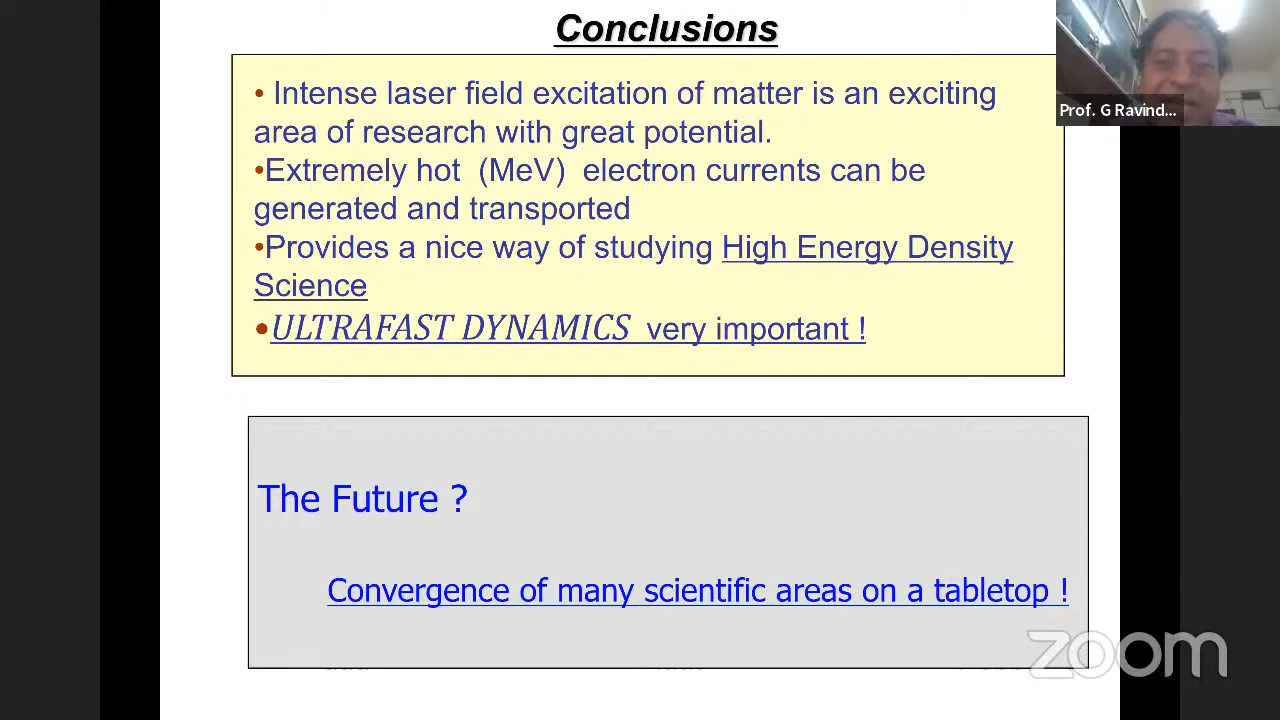 Conclusions
• Intense laser field excitation of matter is an exciting
area of research with great potential.
•Extremely hot (MeV) electron currents can be
generated and transported
•Provides a nice way of studying High Energy Density
Science
•ULTRAFAST DYNAMICS very important !
The Future ?
Convergence of many scientific areas on a tabletop !
Prof. G Ravind...
zoom